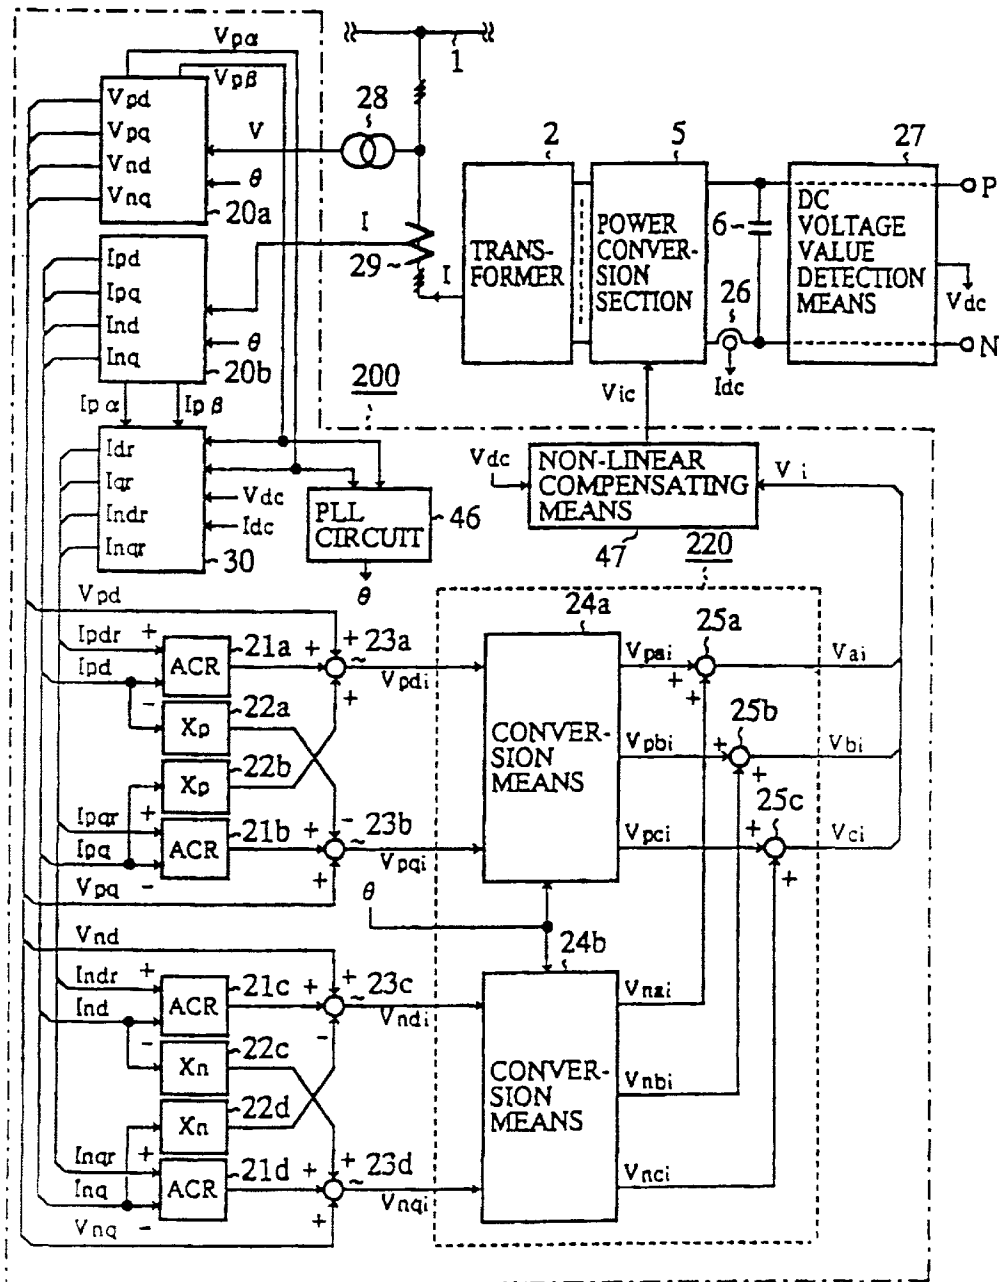 Vpα
Vpβ
1
Vpd
Vpq
Vnd
Vnq
V
θ
20a
28
2
5
27
P
TRANS-
FORMER
POWER
CONVER-
SION
SECTION
6
DC
VOLTAGE
VALUE
DETECTION
MEANS
Vdc
26
N
Idc
I
29
I
Ipd
Ipq
Ind
Inq
θ
20b
Ipα
Ipβ
200
Vic
Idr
Iqr
Indr
Inqr
Vdc
Idc
30
PLL
CIRCUIT
46
θ
Vdc
NON-LINEAR
COMPENSATING
MEANS
Vi
47
220
Vpd
Ipdr
+
Ipd
-
ACR
21a
+
+
23a
Vpdi
+
Xp
22a
Xp
22b
Ipqr
+
Ipq
ACR
21b
+
-
23b
Vpqi
+
Vpq
-
θ
24a
CONVER-
SION
MEANS
Vpai
+
25a
+
Vai
Vpbi
+
25b
+
Vbi
Vpci
+
25c
+
Vci
Vnd
Indr
+
Ind
-
ACR
21c
+
+
23c
Vndi
-
Xn
22c
Xn
22d
Inqr
+
Inq
ACR
21d
+
+
23d
Vnqi
+
Vnq
-
24b
CONVER-
SION
MEANS
Vnai
Vnbi
Vnci